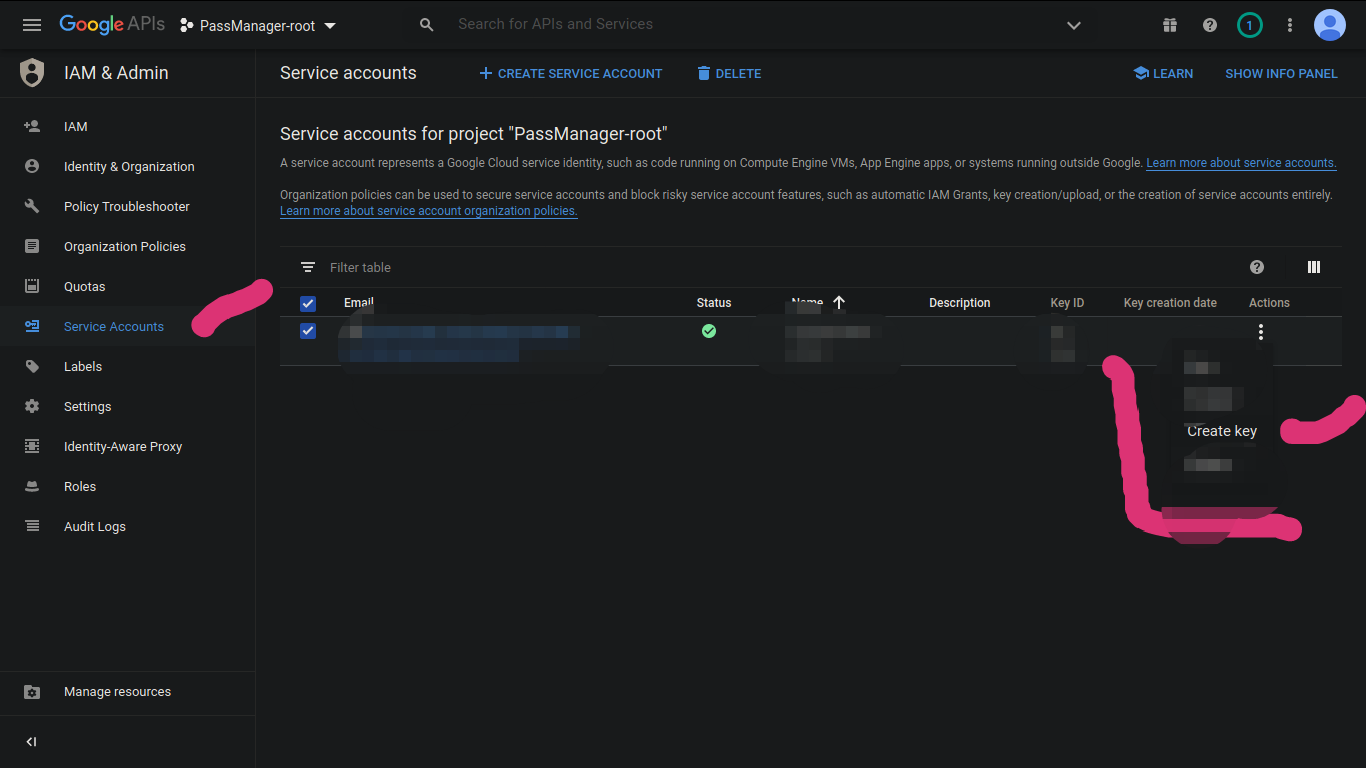 Google APIs PassManager-root Search for APIs and Services 1
IAM & Admin
Service accounts CREATE SERVICE ACCOUNT DELETE LEARN SHOW INFO PANEL
IAM
Identity & Organization
Policy Troubleshooter
Organization Policies
Quotas
Service Accounts
Labels
Settings
Identity-Aware Proxy
Roles
Audit Logs
Manage resources
Service accounts for project "PassManager-root"
A service account represents a Google Cloud service identity, such as code running on Compute Engine VMs, App Engine apps, or systems running outside Google. Learn more about service accounts.
Organization policies can be used to secure service accounts and block risky service account features, such as automatic IAM Grants, key creation/upload, or the creation of service accounts entirely.
Learn more about service account organization policies.
Filter table
Email Status Name Description Key ID Key creation date Actions
Create key